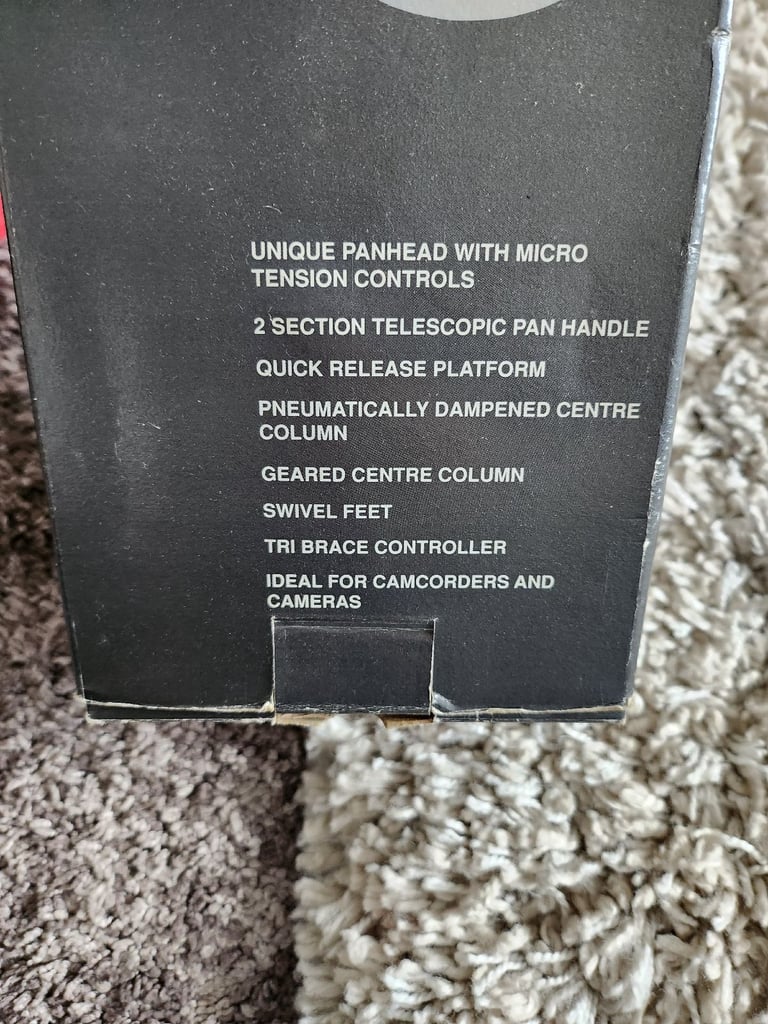 UNIQUE PANHEAD WITH MICRO
TENSION CONTROLS
2 SECTION TELESCOPIC PAN HANDLE
QUICK RELEASE PLATFORM
PNEUMATICALLY DAMPENED CENTRE
COLUMN
GEARED CENTRE COLUMN
SWIVEL FEET
TRI BRACE CONTROLLER
IDEAL FOR CAMCORDERS AND
CAMERAS